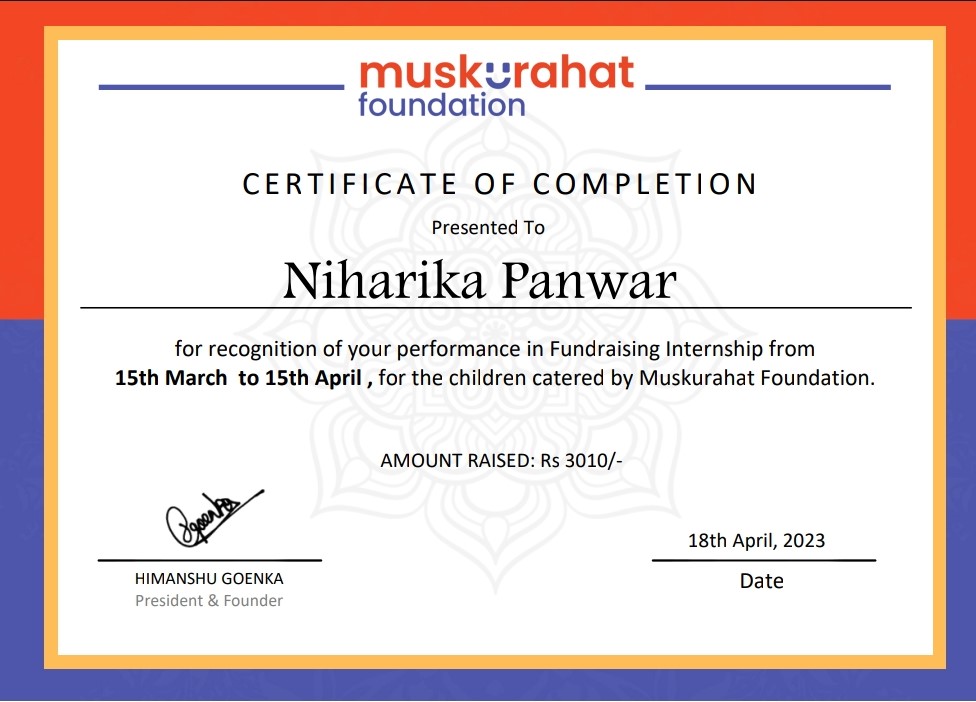 muskurahat
foundation
CERTIFICATE OF COMPLETION
Presented To
Niharika Panwar
for recognition of your performance in Fundraising Internship from
15th March to 15th April , for the children catered by Muskurahat Foundation.
AMOUNT RAISED: Rs 3010/-
Goenka
HIMANSHU GOENKA
President & Founder
18th April, 2023
Date